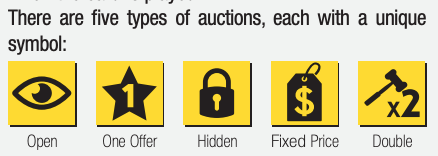 There are five types of auctions, each with a unique
symbol:
1
$
x2
Open One Offer Hidden Fixed Price Double